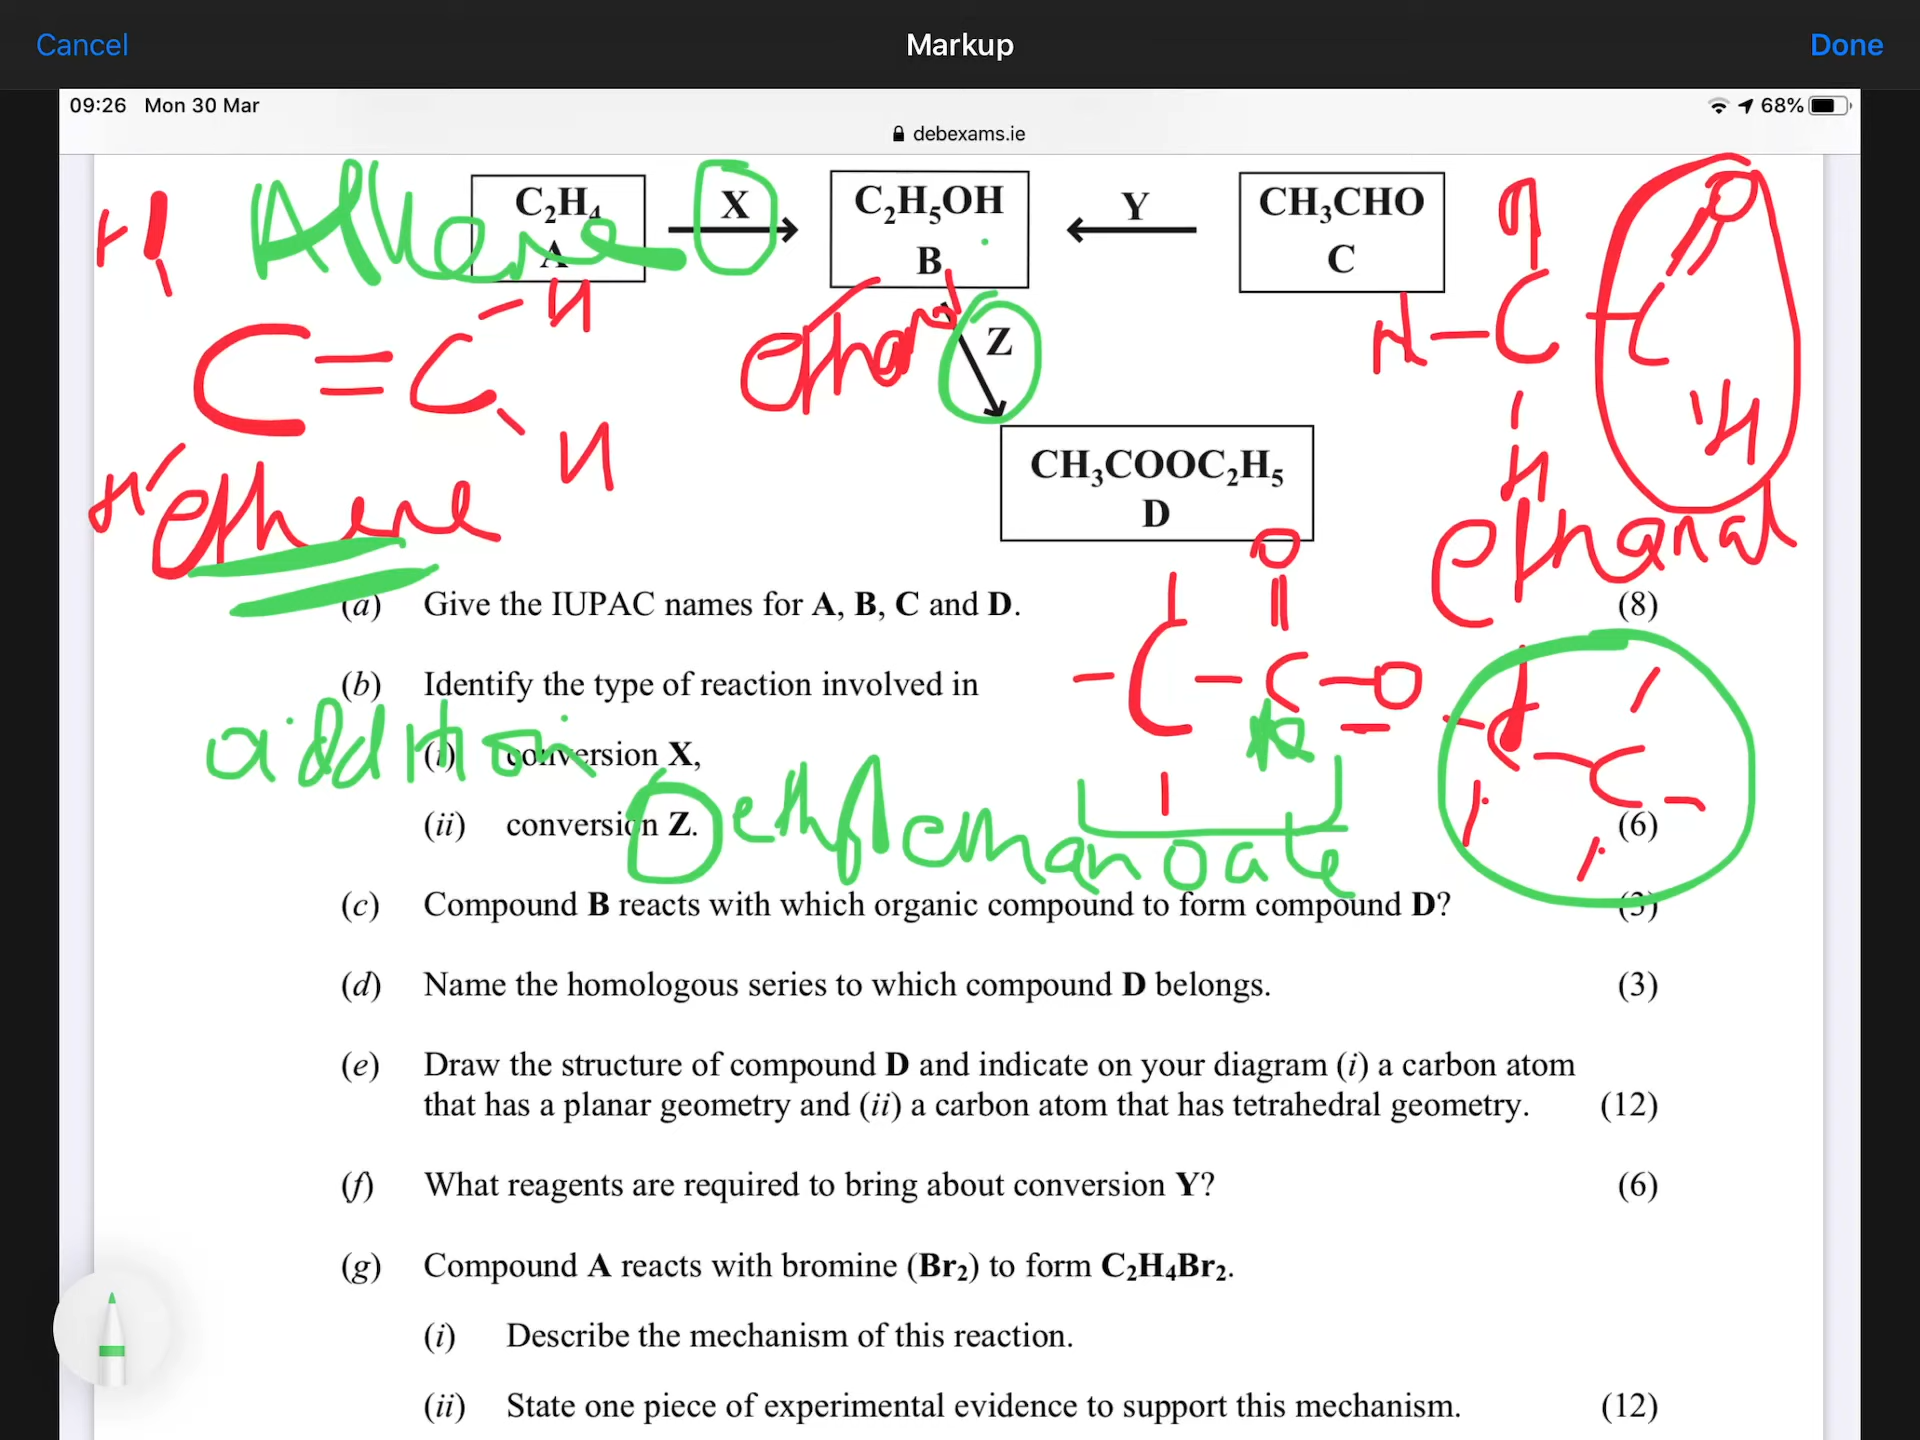 Cancel Markup Done
09:26 Mon 30 Mar 68%
debexams.ie
Alkene
C₂H₄
A
X
C₂H₅OH
B
Y
CH₃CHO
C
H
C=C
H
H
H
ethene
ethanol
Z
H
H-C-C
O
H
H
ethanal
CH₃COOC₂H₅
D
(a) Give the IUPAC names for A, B, C and D. (8)
O
-C-C-O-C-C-
(b) Identify the type of reaction involved in
addition
(i) conversion X,
(ii) conversion Z. (6)
ethyl
(c) Compound B reacts with which organic compound to form compound D? (3)
(d) Name the homologous series to which compound D belongs. (3)
(e) Draw the structure of compound D and indicate on your diagram (i) a carbon atom
that has a planar geometry and (ii) a carbon atom that has tetrahedral geometry. (12)
(f) What reagents are required to bring about conversion Y? (6)
(g) Compound A reacts with bromine (Br₂) to form C₂H₄Br₂.
(i) Describe the mechanism of this reaction.
(ii) State one piece of experimental evidence to support this mechanism. (12)